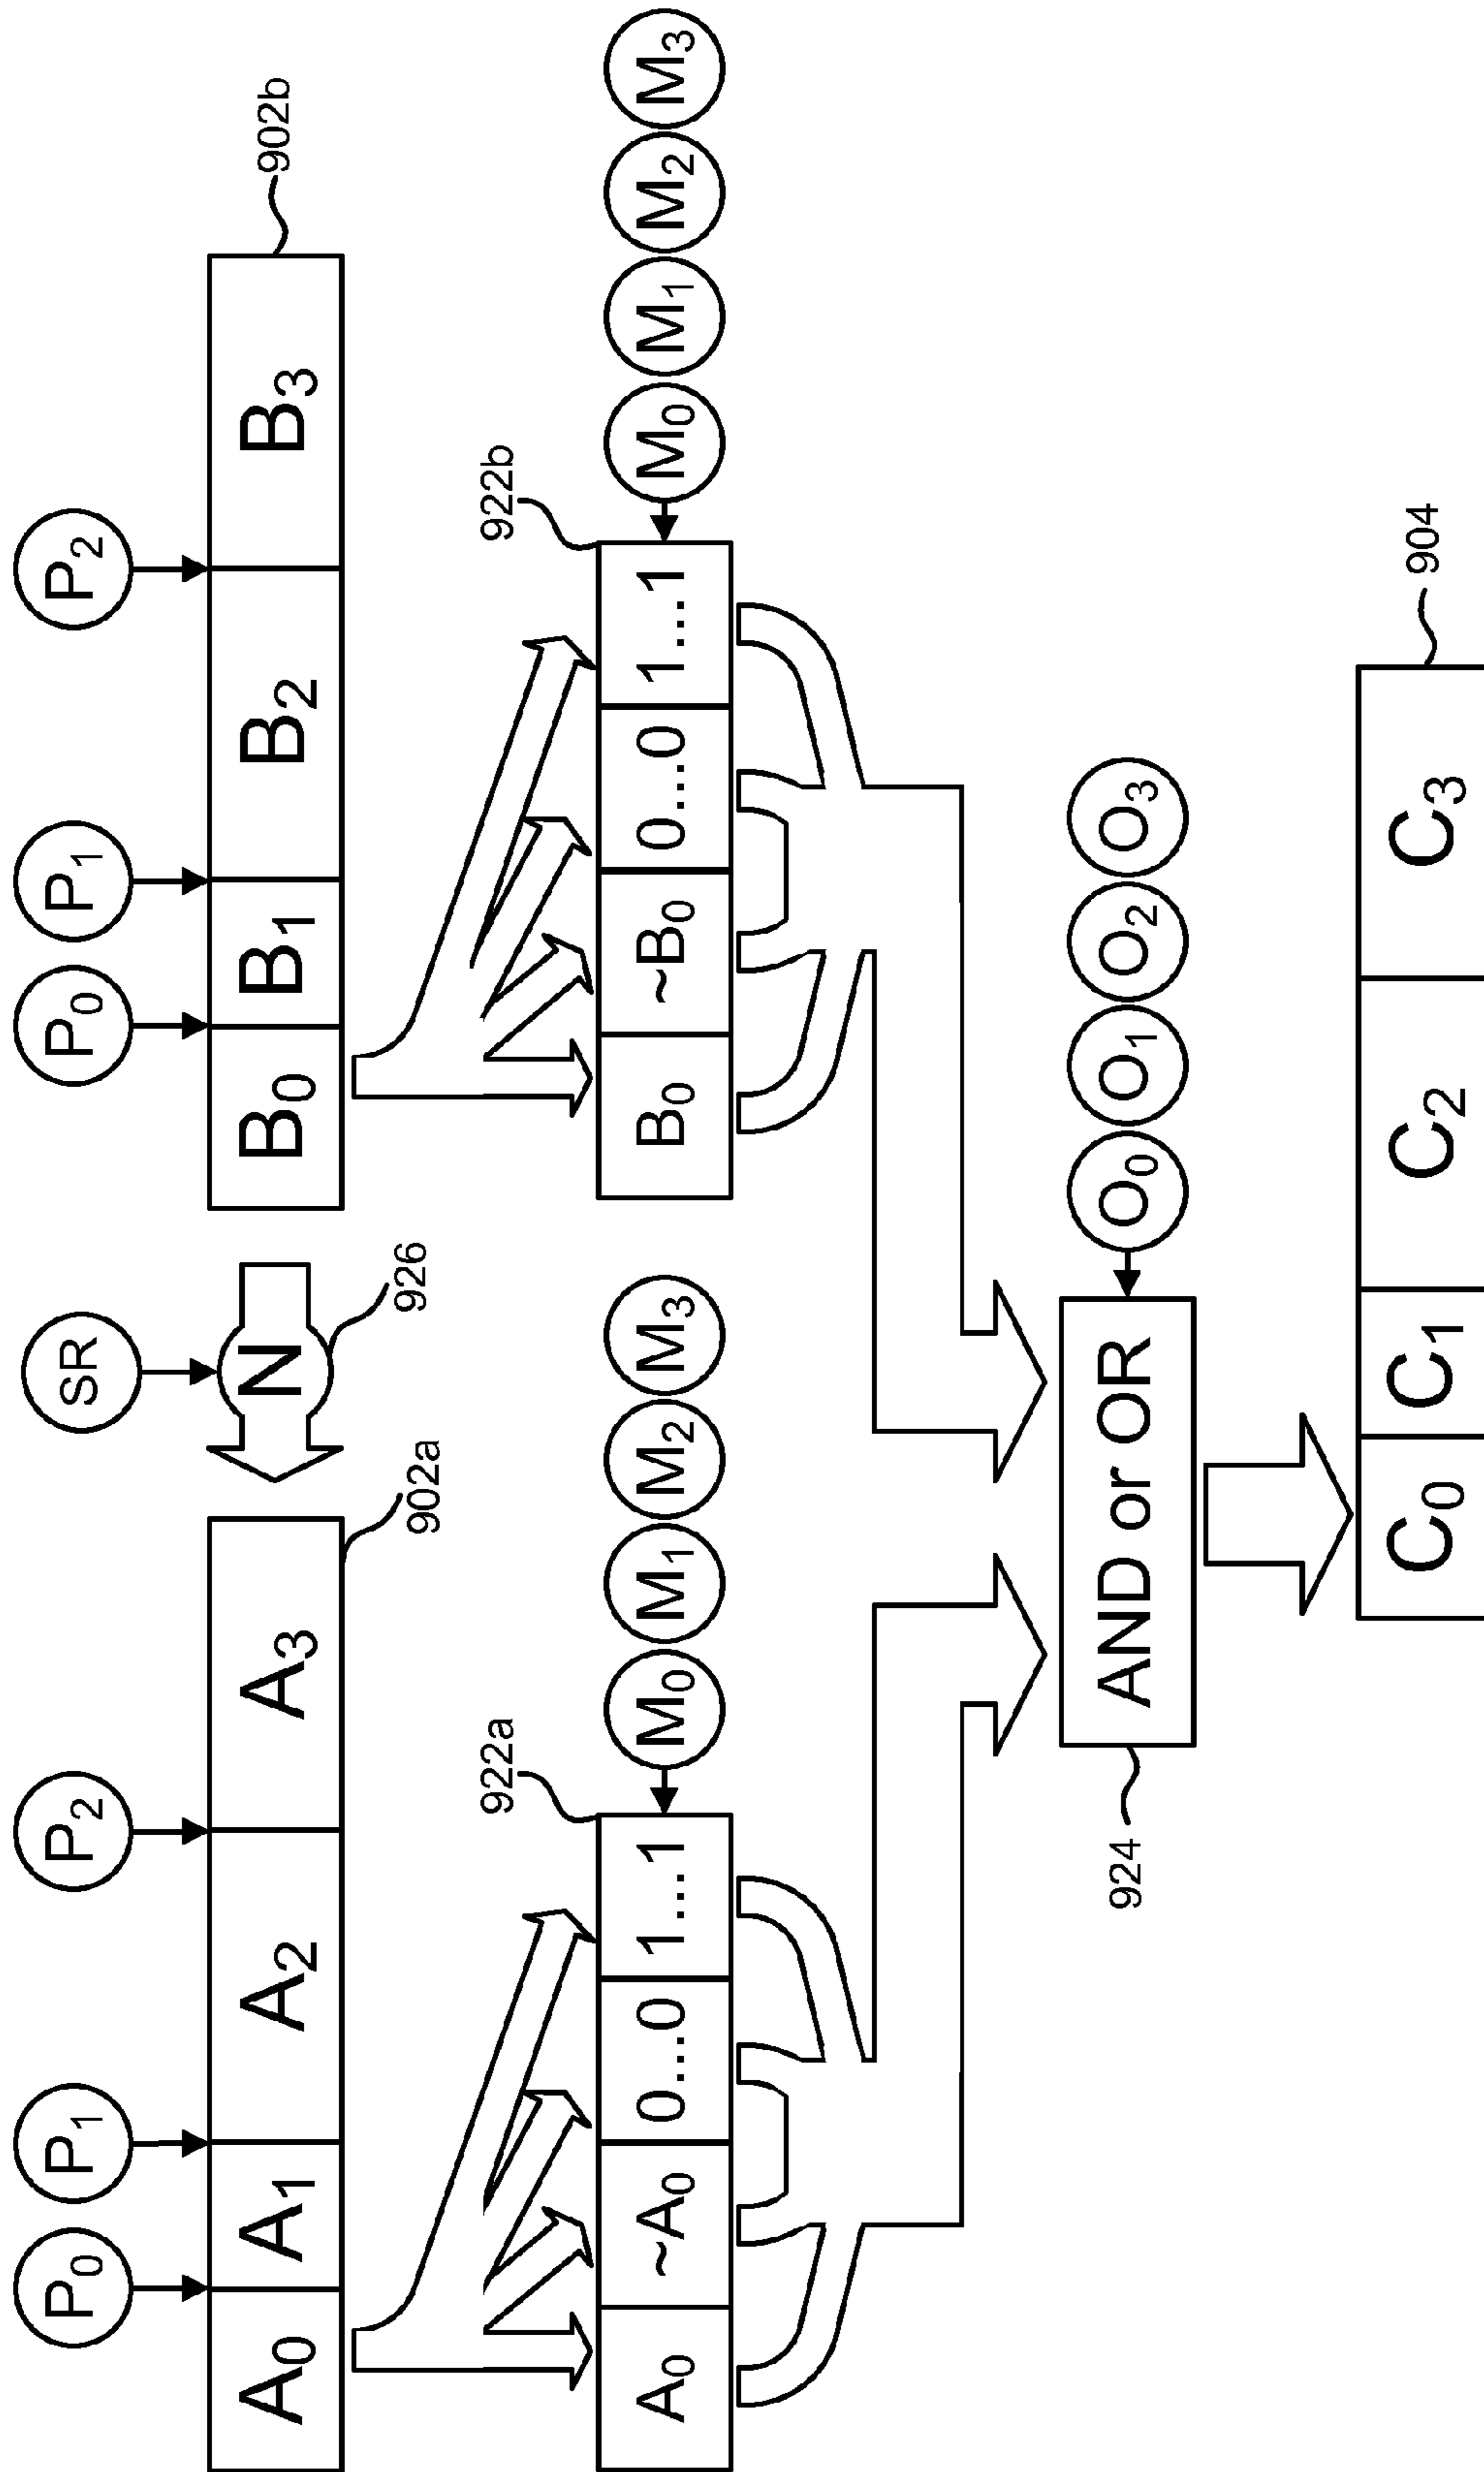 P0 P1 P2 SR P0 P1 P2
A0 A1 A2 A3 N B0 B1 B2 B3
902a 926 902b
922a 922b
A0 ~A0 0...0 1...1 M0 M1 M2 M3 B0 ~B0 0...0 1...1 M0 M1 M2 M3
924 AND or OR O0 O1 O2 O3
904
C0 C1 C2 C3